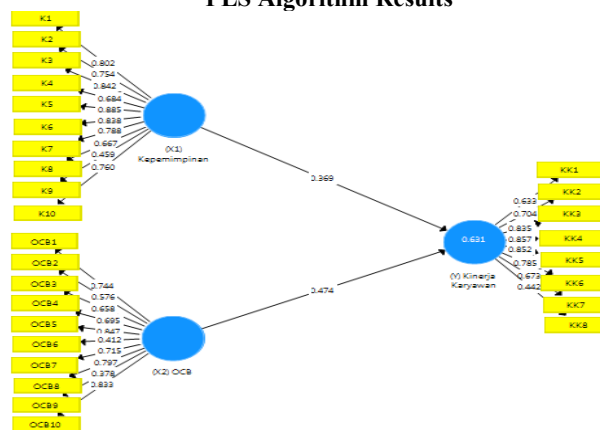 PLS Algorithm Results
K1
K2
K3
K4
K5
K6
K7
K8
K9
K10
0.802
0.754
0.842
0.684
0.885
0.838
0.788
0.667
0.459
0.760
(X1)
Kepemimpinan
0.369
OCB1
OCB2
OCB3
OCB4
OCB5
OCB6
OCB7
OCB8
OCB9
OCB10
0.744
0.576
0.658
0.695
0.847
0.412
0.715
0.797
0.378
0.833
(X2) OCB
0.474
0.631
(Y) Kinerja
Karyawan
0.633
0.704
0.835
0.857
0.852
0.785
0.673
0.442
KK1
KK2
KK3
KK4
KK5
KK6
KK7
KK8